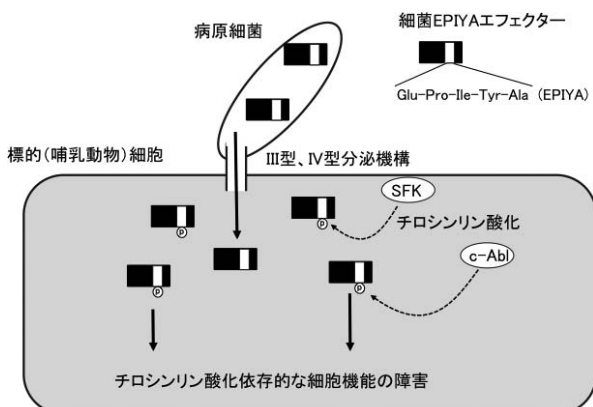 病原細菌
細菌EPIYAエフェクター
Glu-Pro-Ile-Tyr-Ala (EPIYA)
標的(哺乳動物)細胞
III型、IV型分泌機構
SFK
チロシンリン酸化
c-Abl
P
P
P
P
チロシンリン酸化依存的な細胞機能の障害